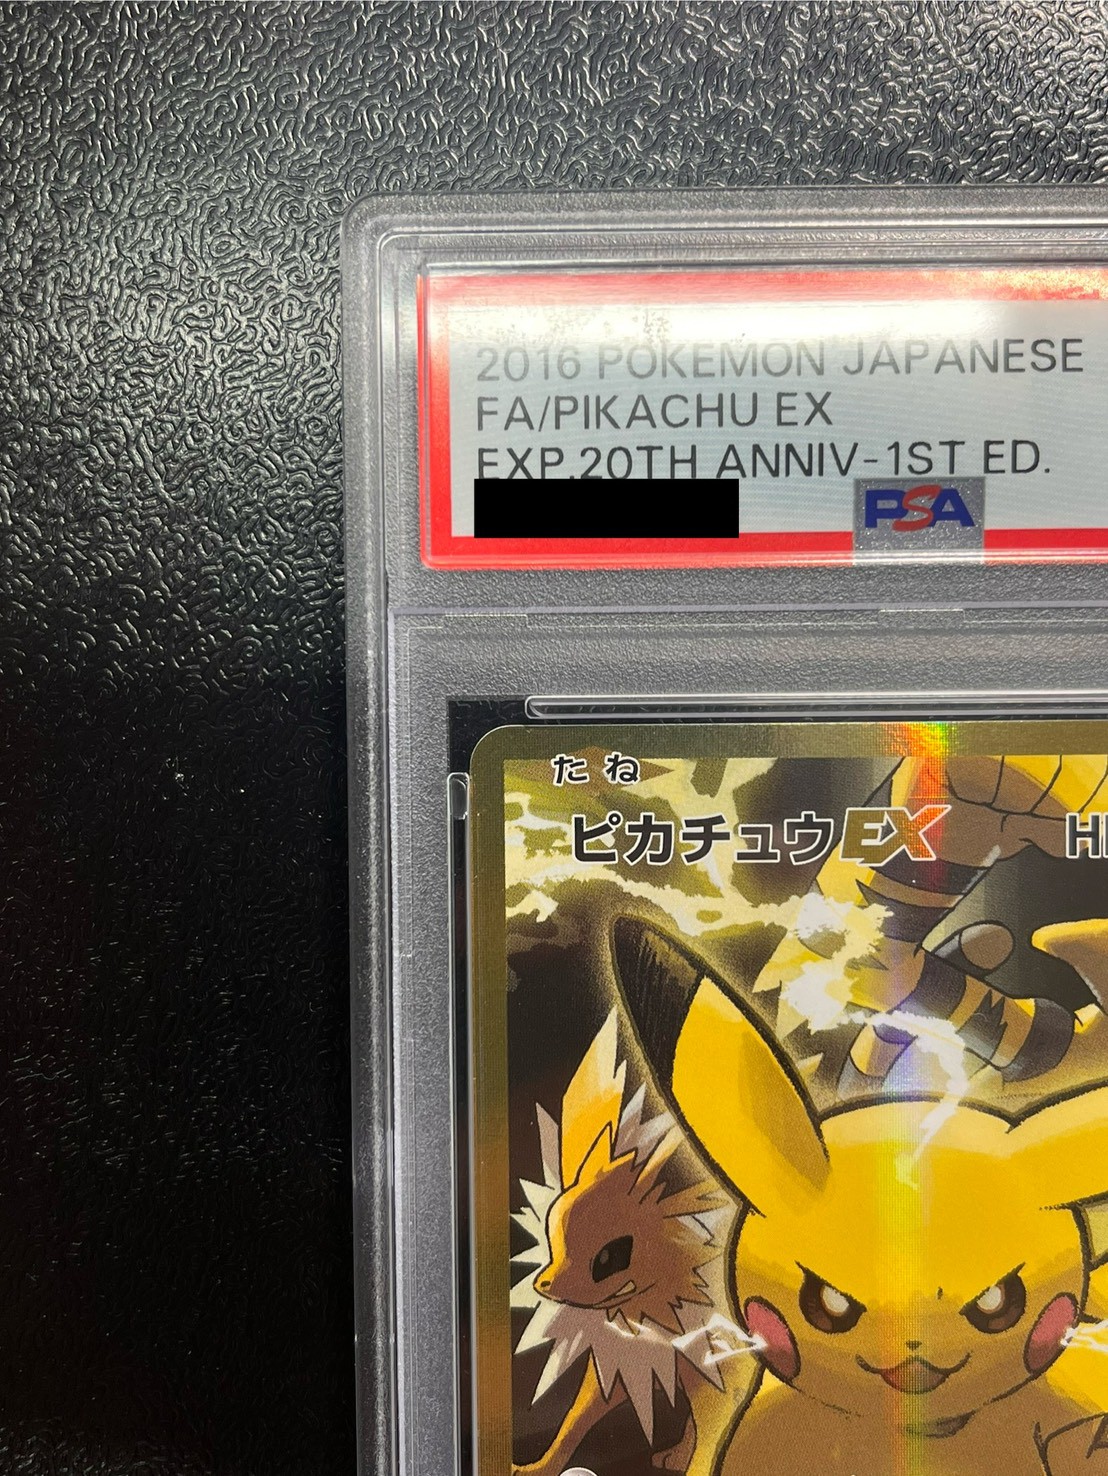 2016 POKEMON JAPANESE
FA/PIKACHU EX
EXP.20TH ANNIV-1ST ED.
PSA
たね
ピカチュウEX